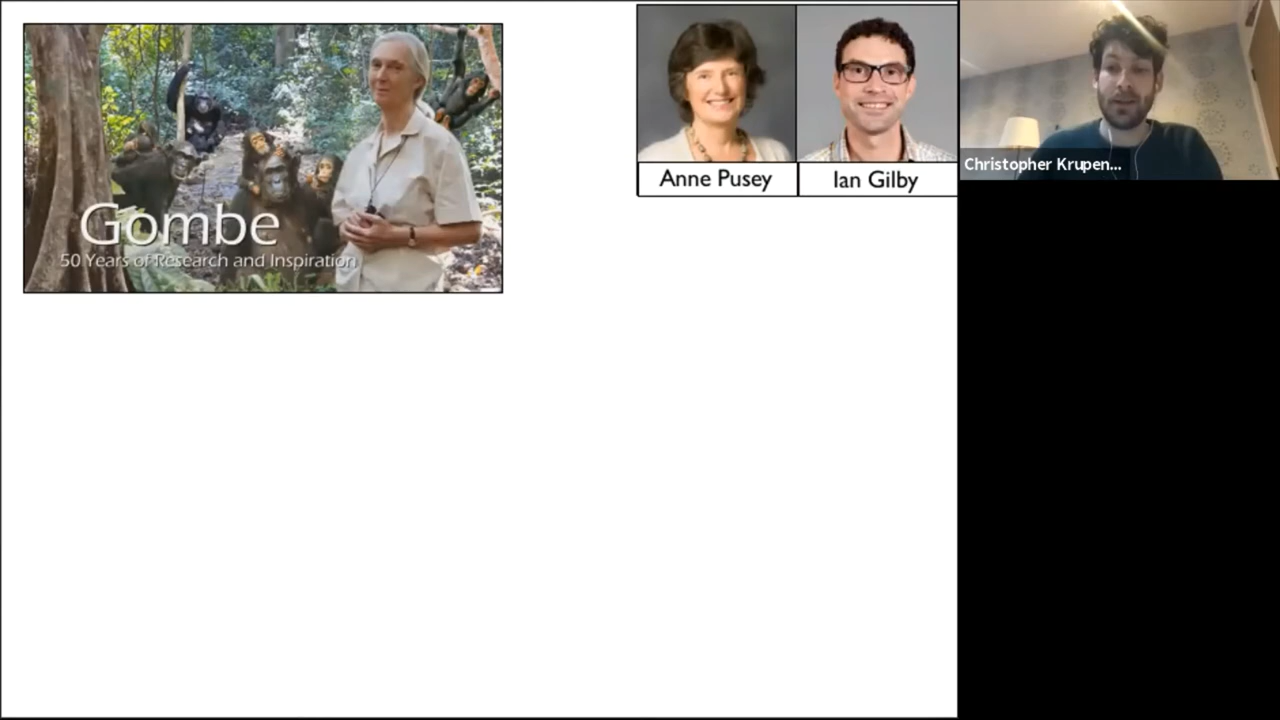 Gombe
50 Years of Research and Inspiration
Anne Pusey
Ian Gilby
Christopher Krupen...